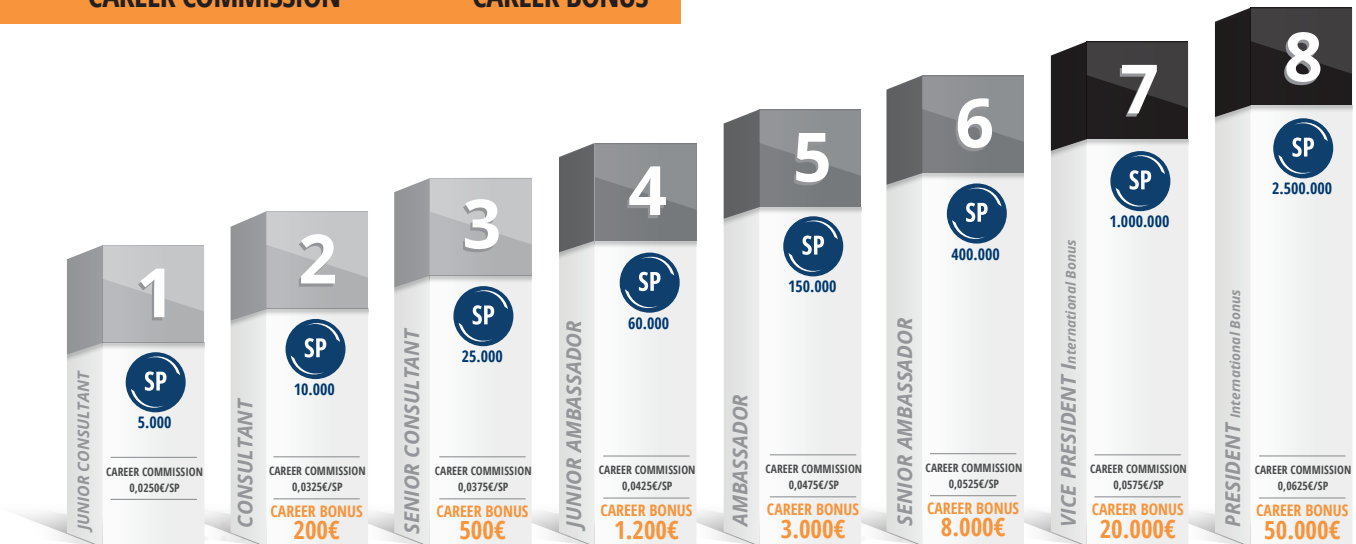 CAREER COMMISSION
CAREER BONUS
1
JUNIOR CONSULTANT
SP
5.000
CAREER COMMISSION
0,0250€/SP
2
CONSULTANT
SP
10.000
CAREER COMMISSION
0,0325€/SP
CAREER BONUS
200€
3
SENIOR CONSULTANT
SP
25.000
CAREER COMMISSION
0,0375€/SP
CAREER BONUS
500€
4
JUNIOR AMBASSADOR
SP
60.000
CAREER COMMISSION
0,0425€/SP
CAREER BONUS
1.200€
5
AMBASSADOR
SP
150.000
CAREER COMMISSION
0,0475€/SP
CAREER BONUS
3.000€
6
SENIOR AMBASSADOR
SP
400.000
CAREER COMMISSION
0,0525€/SP
CAREER BONUS
8.000€
7
VICE PRESIDENT International Bonus
SP
1.000.000
CAREER COMMISSION
0,0575€/SP
CAREER BONUS
20.000€
8
PRESIDENT International Bonus
SP
2.500.000
CAREER COMMISSION
0,0625€/SP
CAREER BONUS
50.000€